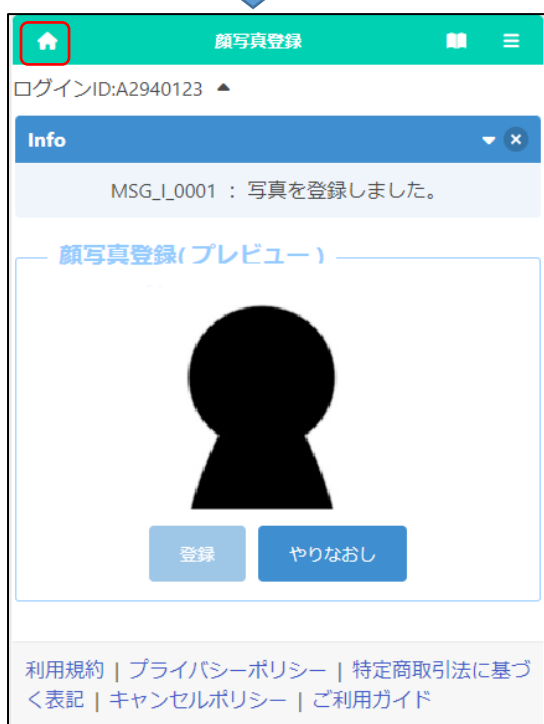 顔写真登録
ログインID:A2940123
Info
MSG_I_0001 : 写真を登録しました。
顔写真登録(プレビュー)
登録 やりなおし
利用規約 | プライバシーポリシー | 特定商取引法に基づ
く表記 | キャンセルポリシー | ご利用ガイド